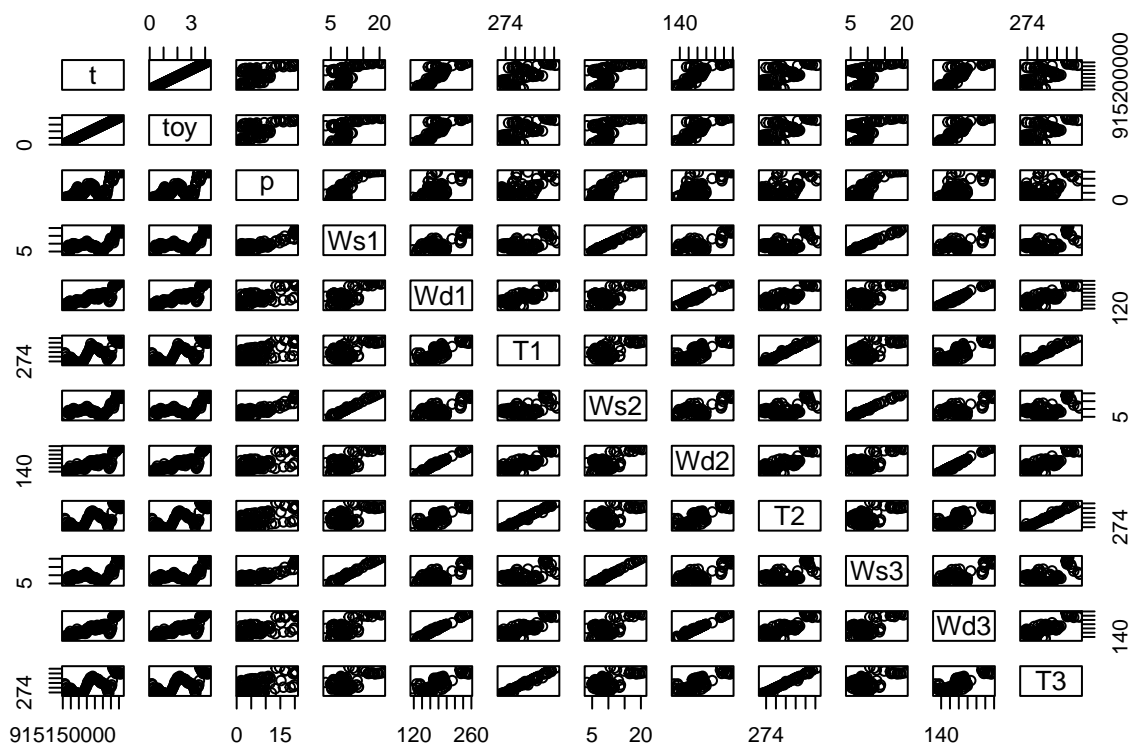 0 3 5 20 274 140 5 20 274
t
915200000
0 toy
p 0
5 Ws1
Wd1 120
274 T1
Ws2 5
140 Wd2
T2 274
5 Ws3
Wd3 140
274 T3
915150000 0 15 120 260 5 20 274 140